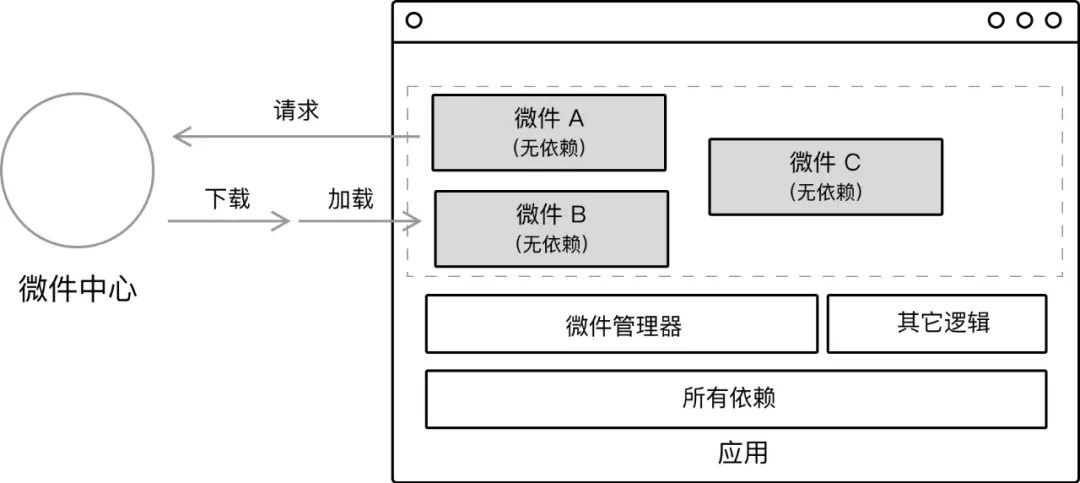 请求
下载
加载
微件中心
微件 A
(无依赖)
微件 B
(无依赖)
微件 C
(无依赖)
微件管理器
其它逻辑
所有依赖
应用